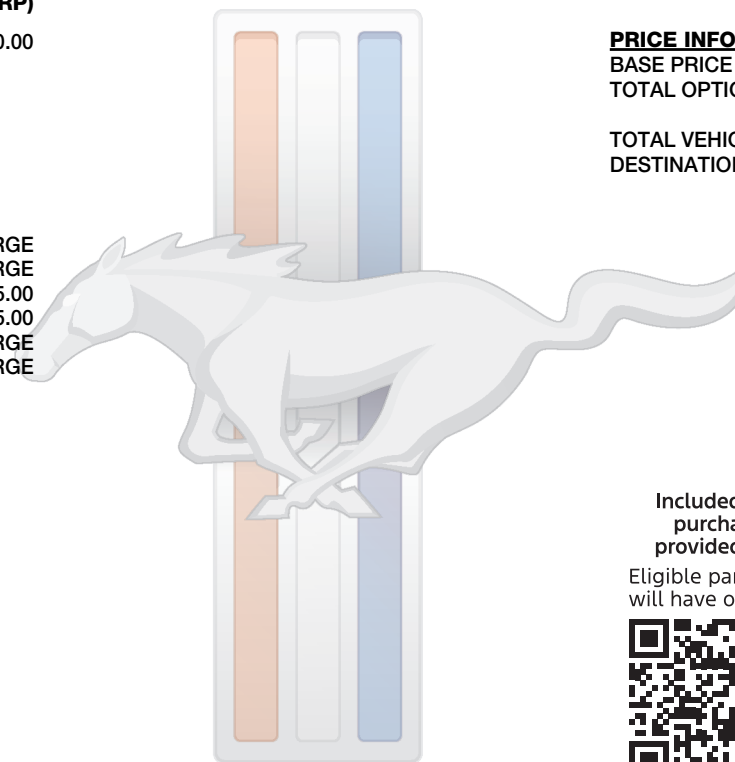 RP)
0.00
RGE
RGE
5.00
5.00
RGE
RGE
PRICE INFO
BASE PRICE
TOTAL OPTIO
TOTAL VEHIC
DESTINATION
Included
purcha
provided
Eligible par
will have o